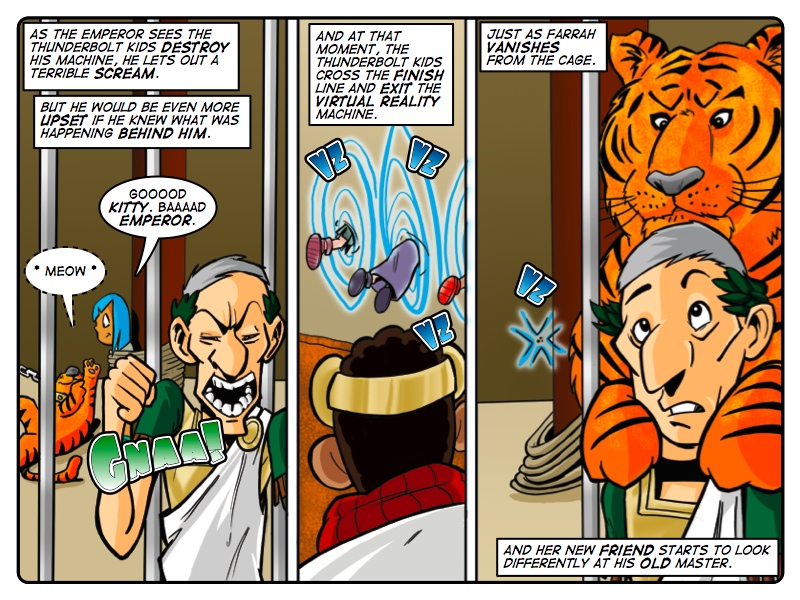 AS THE EMPEROR SEES THE
THUNDERBOLT KIDS DESTROY
HIS MACHINE, HE LETS OUT A
TERRIBLE SCREAM.
BUT HE WOULD BE EVEN MORE
UPSET IF HE KNEW WHAT WAS
HAPPENING BEHIND HIM.
GOOOOD
KITTY. BAAAAD
EMPEROR.
* MEOW *
GNAA!
AND AT THAT
MOMENT, THE
THUNDERBOLT KIDS
CROSS THE FINISH
LINE AND EXIT THE
VIRTUAL REALITY
MACHINE.
VZ
VZ
VZ
JUST AS FARRAH
VANISHES
FROM THE CAGE.
VZ
AND HER NEW FRIEND STARTS TO LOOK
DIFFERENTLY AT HIS OLD MASTER.